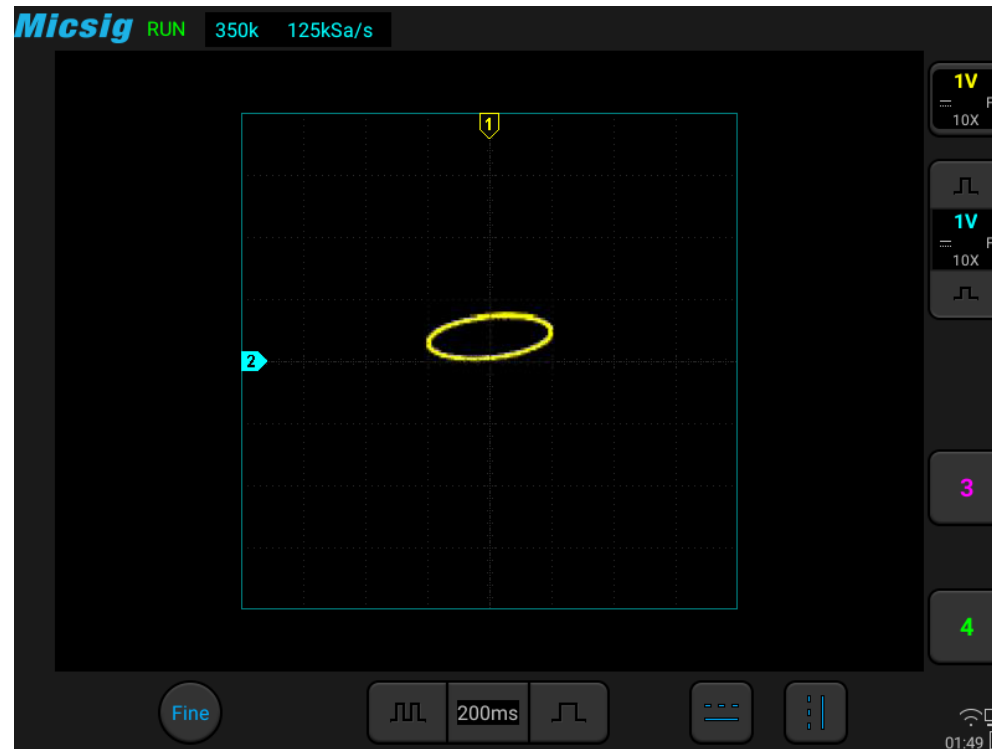 Micsig RUN 350k 125kSa/s
1
1V
F
10X
1V
F
10X
2
3
4
Fine
200ms
01:49